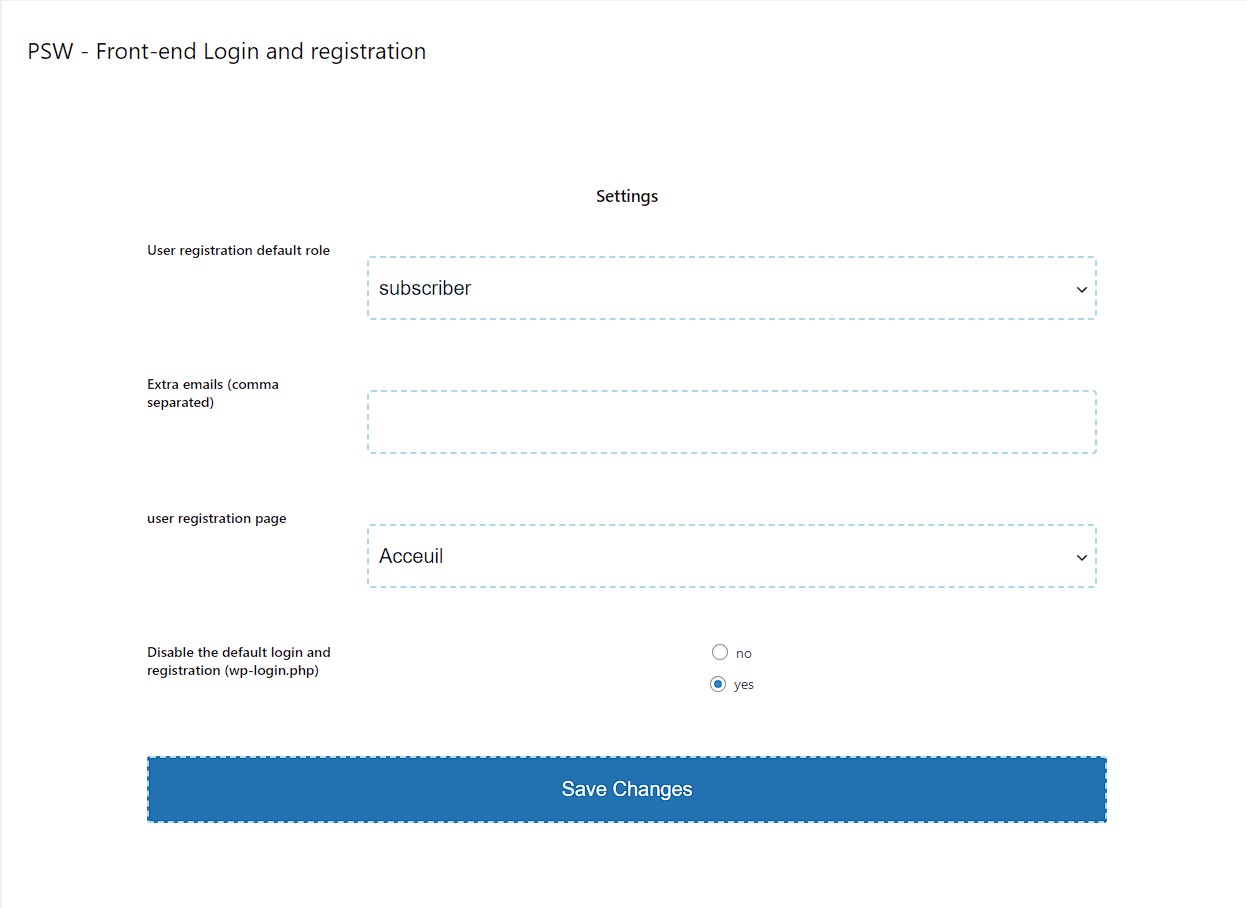 PSW - Front-end Login and registration
Settings
User registration default role
subscriber
Extra emails (comma
separated)
user registration page
Acceuil
Disable the default login and
registration (wp-login.php)
no
yes
Save Changes